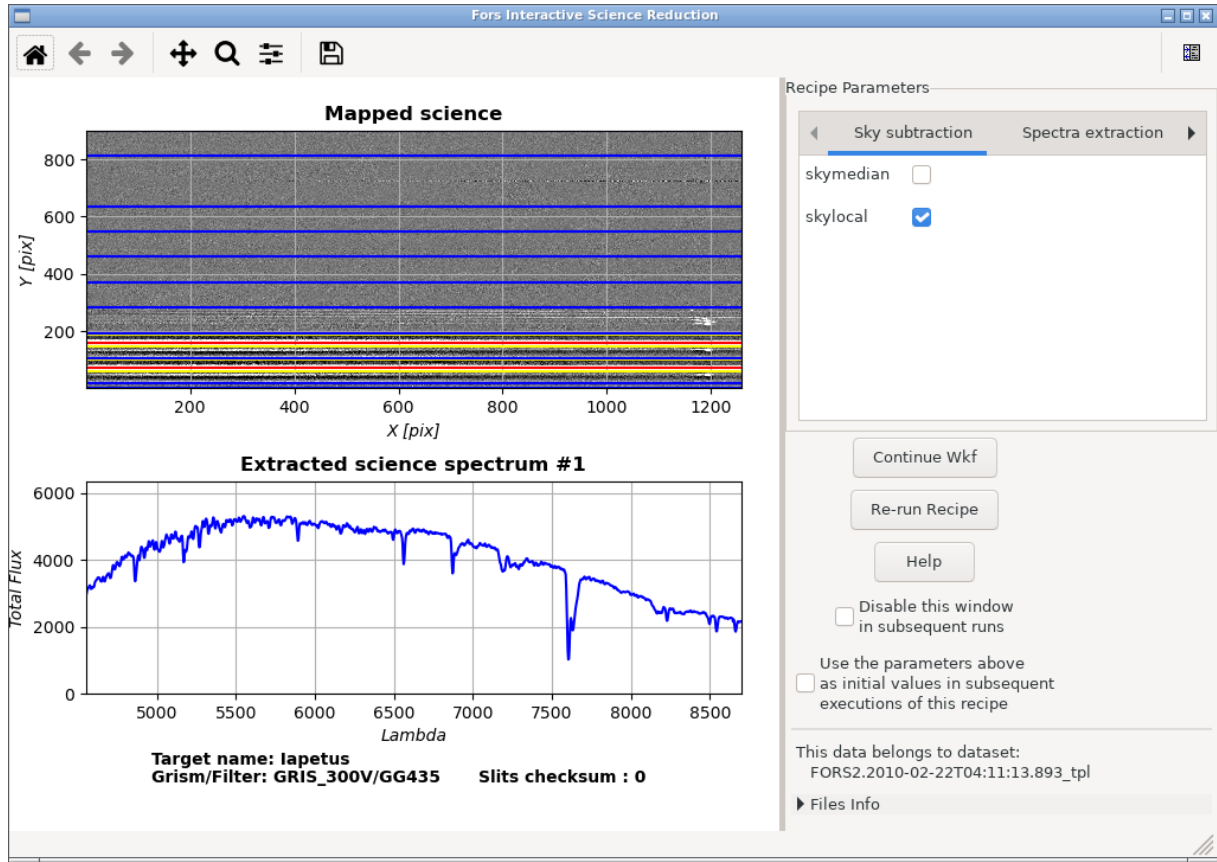 Fors Interactive Science Reduction
Mapped science
800
600
400
200
Y [pix]
200 400 600 800 1000 1200
X [pix]
Extracted science spectrum #1
6000
4000
2000
0
Total Flux
5000 5500 6000 6500 7000 7500 8000 8500
Lambda
Target name: Iapetus
Grism/Filter: GRIS_300V/GG435 Slits checksum : 0
Recipe Parameters
Sky subtraction Spectra extraction
skymedian
skylocal
Continue Wkf
Re-run Recipe
Help
Disable this window
in subsequent runs
Use the parameters above
as initial values in subsequent
executions of this recipe
This data belongs to dataset:
FORS2.2010-02-22T04:11:13.893_tpl
Files Info